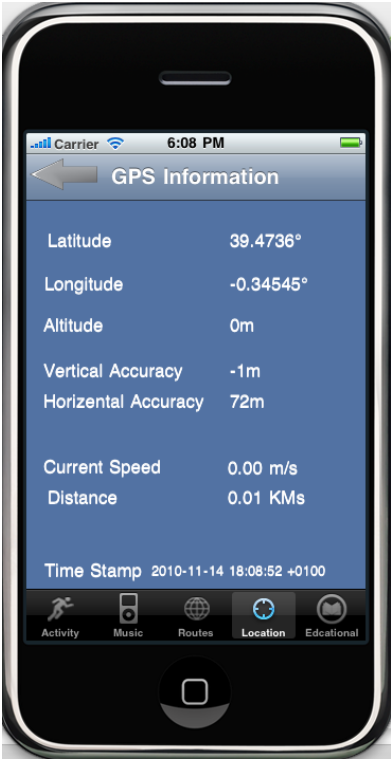 Carrier 6:08 PM
GPS Information
Latitude 39.4736°
Longitude -0.34545°
Altitude 0m
Vertical Accuracy -1m
Horizental Accuracy 72m
Current Speed 0.00 m/s
Distance 0.01 KMs
Time Stamp 2010-11-14 18:08:52 +0100
Activity Music Routes Location Edcational